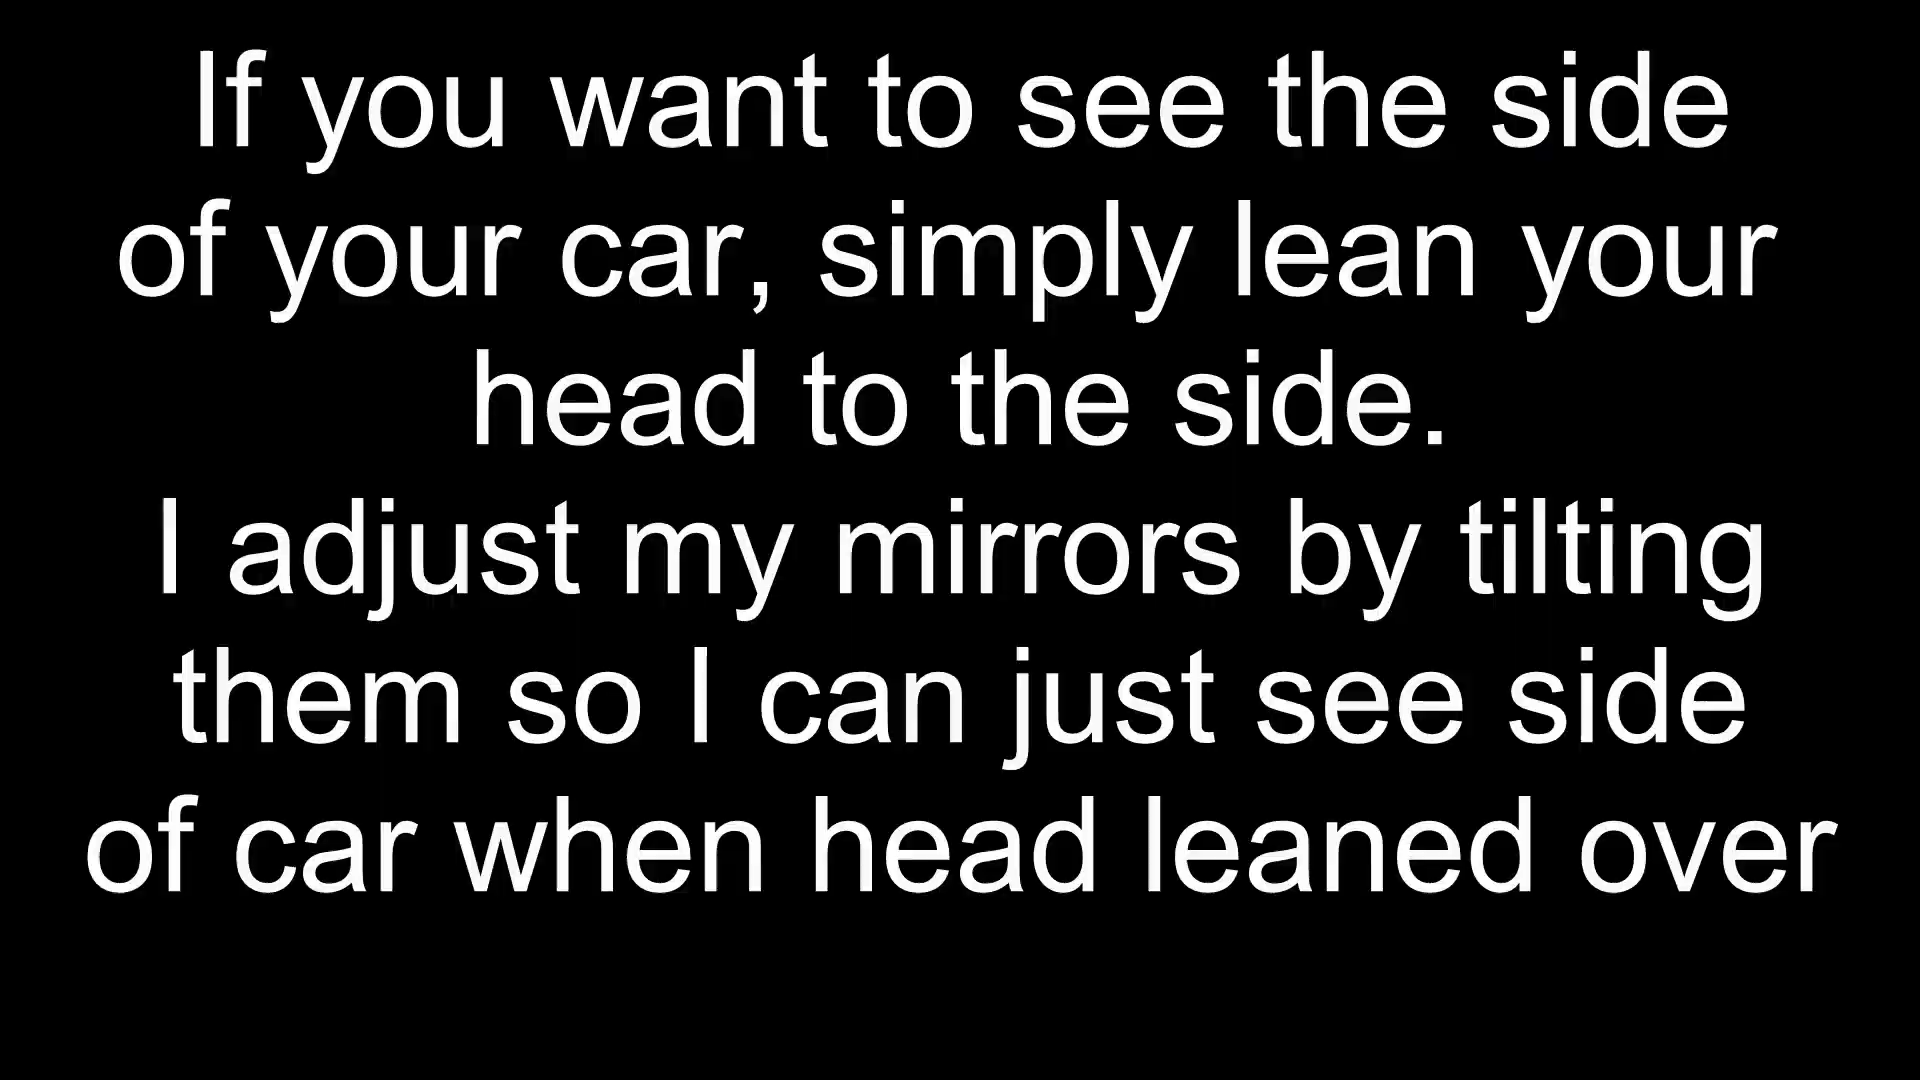 If you want to see the side
of your car, simply lean your
head to the side.
I adjust my mirrors by tilting
them so I can just see side
of car when head leaned over